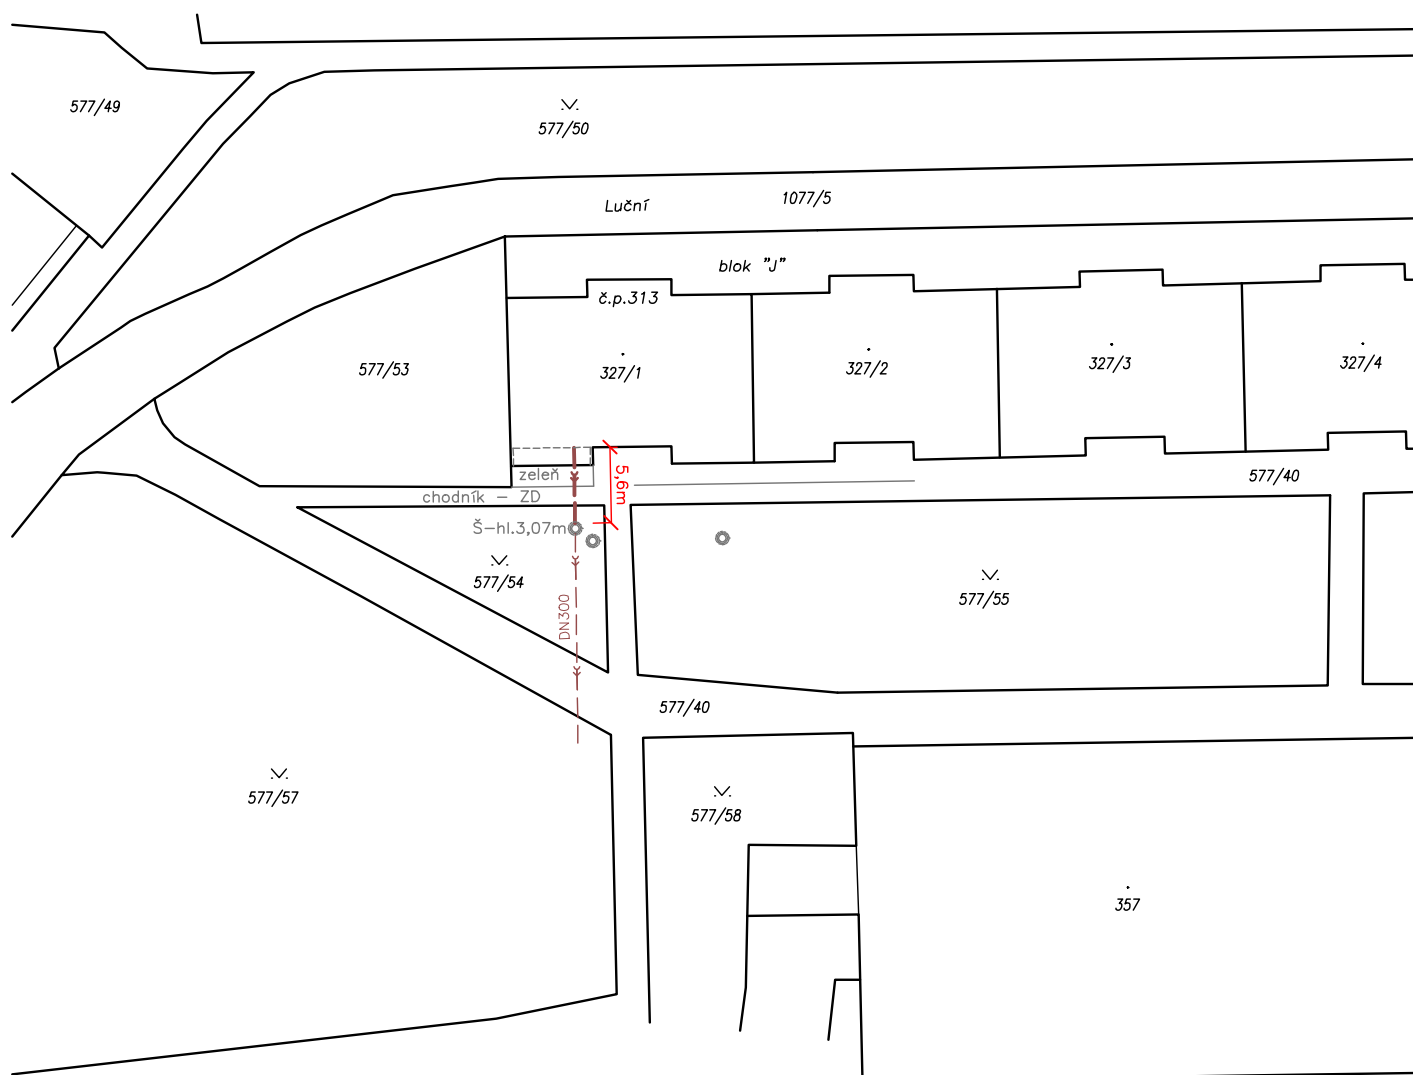 577/49
577/50
Luční
1077/5
blok "J"
č.p.313
577/53
327/1
327/2
327/3
327/4
zeleň
5,6m
577/40
chodník – ZD
Š–hl.3,07m
577/54
577/55
DN300
577/40
577/57
577/58
357